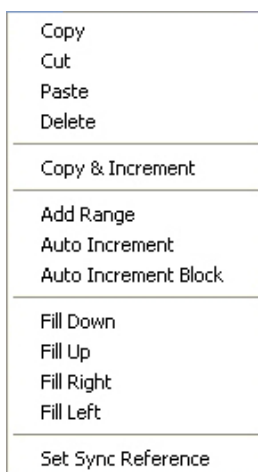 Copy
Cut
Paste
Delete
Copy & Increment
Add Range
Auto Increment
Auto Increment Block
Fill Down
Fill Up
Fill Right
Fill Left
Set Sync Reference